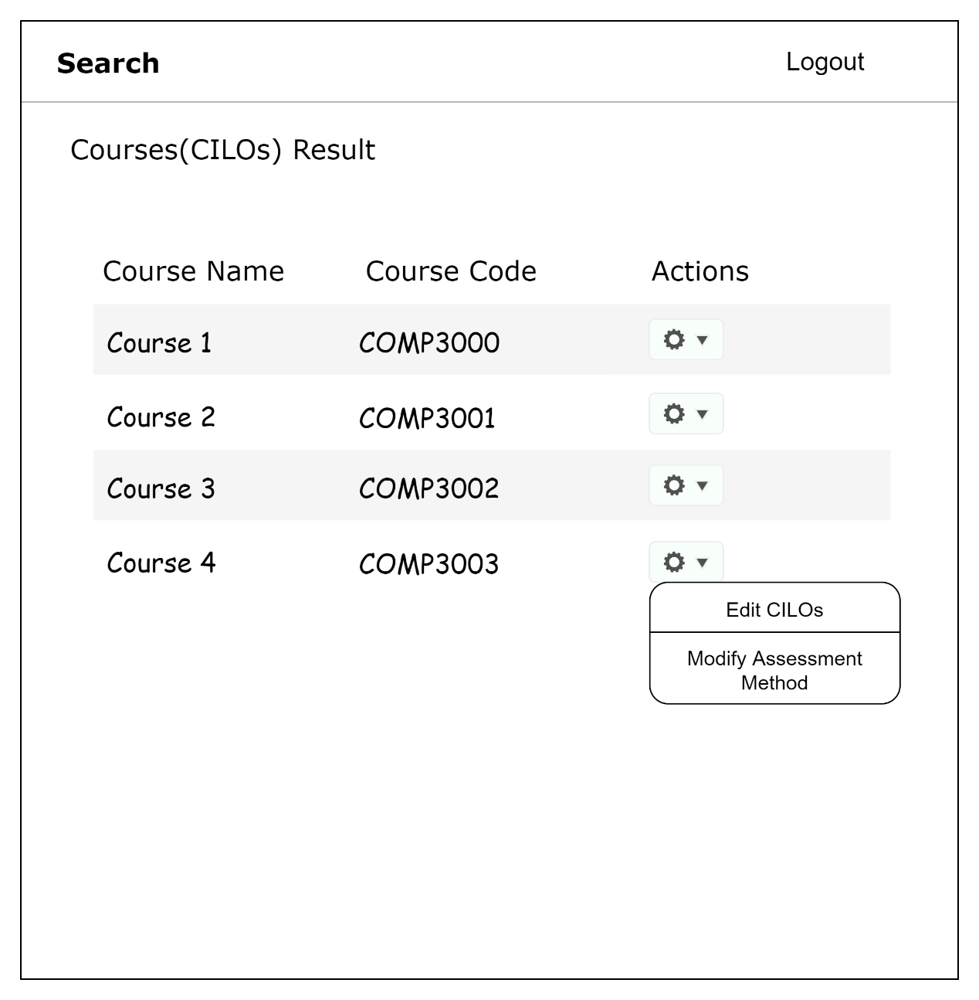 Search
Logout
Courses(CILOs) Result
Course Name Course Code Actions
Course 1 COMP3000
Course 2 COMP3001
Course 3 COMP3002
Course 4 COMP3003
Edit CILOs
Modify Assessment
Method